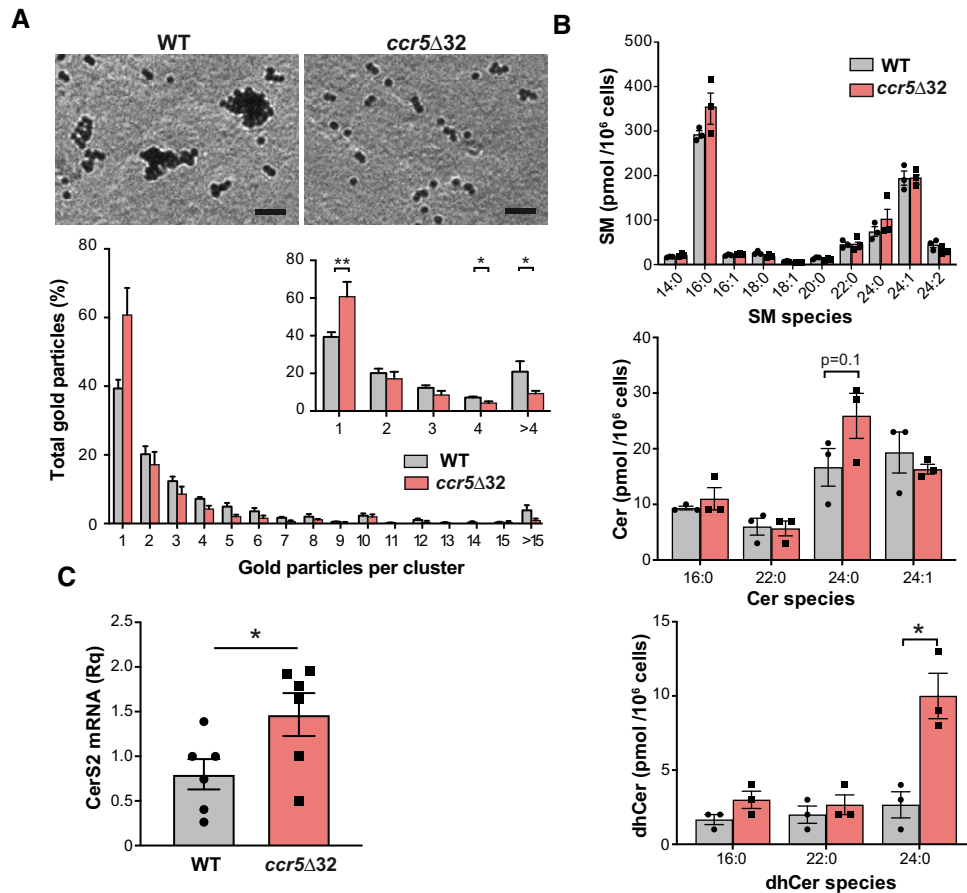 A
WT
ccr5Δ32
Total gold particles (%)
80
60
40
20
0
1 2 3 4 5 6 7 8 9 10 11 12 13 14 15 >15
Gold particles per cluster
80
60
40
20
0
** * *
1 2 3 4 >4
WT
ccr5Δ32
B
SM (pmol /10⁶ cells)
500
400
300
200
100
0
WT
ccr5Δ32
14:0 16:0 16:1 18:0 18:1 20:0 22:0 24:0 24:1 24:2
SM species
Cer (pmol /10⁶ cells)
30
20
10
0
p=0.1
16:0 22:0 24:0 24:1
Cer species
dhCer (pmol /10⁶ cells)
15
10
5
0
*
16:0 22:0 24:0
dhCer species
C
CerS2 mRNA (Rq)
2.5
2.0
1.5
1.0
0.5
0
*
WT ccr5Δ32